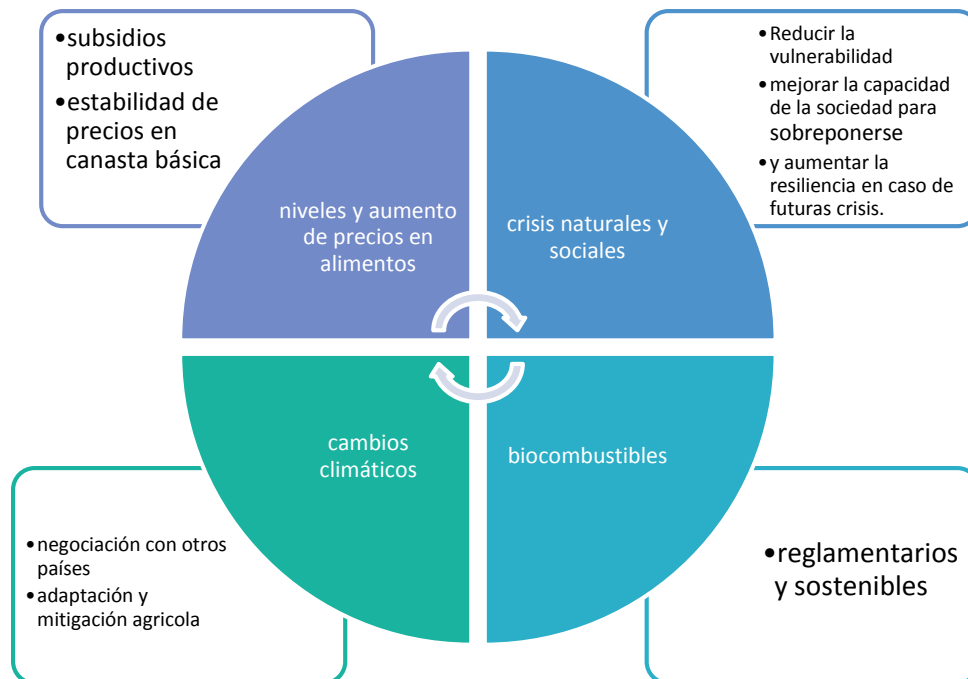 •subsidios
productivos
•estabilidad de
precios en
canasta básica
niveles y aumento
de precios en
alimentos
•Reducir la
vulnerabilidad
•mejorar la capacidad
de la sociedad para
sobreponerse
•y aumentar la
resiliencia en caso de
futuras crisis.
crisis naturales y
sociales
cambios
climáticos
•negociación con otros
países
•adaptación y
mitigación agricola
biocombustibles
•reglamentarios
y sostenibles